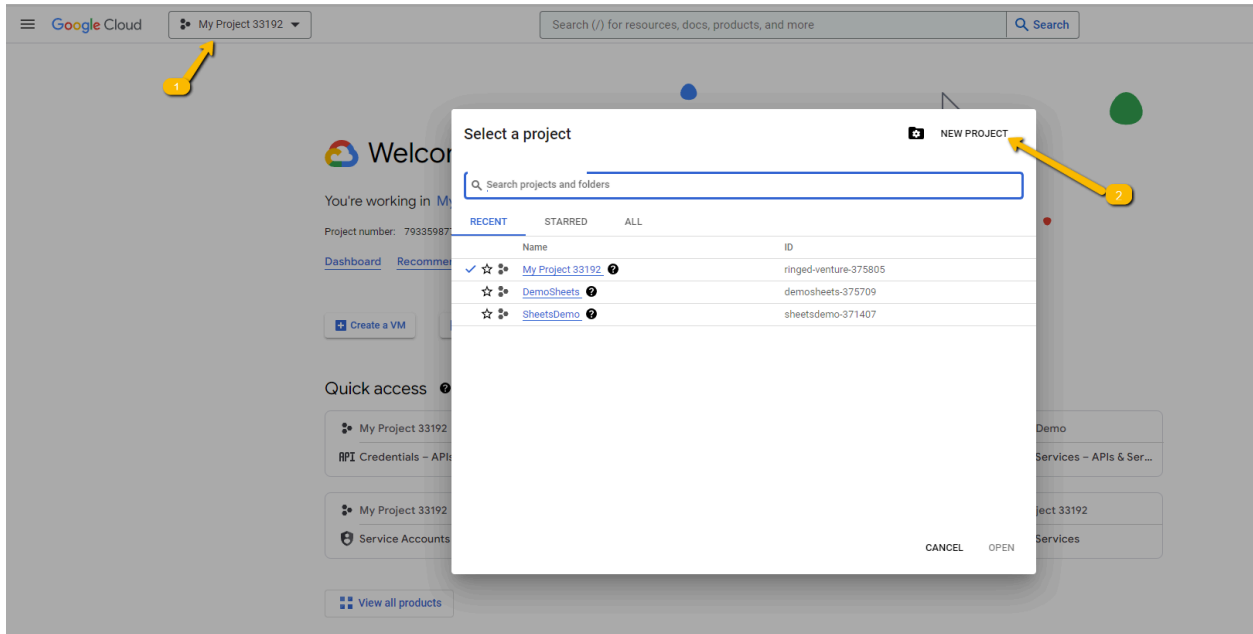 Google Cloud
My Project 33192
Search (/) for resources, docs, products, and more
Search
1
Select a project
NEW PROJECT
2
Search projects and folders
RECENT STARRED ALL
Name ID
My Project 33192 ringed-venture-375805
DemoSheets demosheets-375709
SheetsDemo sheetsdemo-371407
CANCEL OPEN
You're working in
Project number: 79335987
Dashboard
Create a VM
Quick access
My Project 33192
Demo
API Credentials – APIs
Services – APIs & Ser...
My Project 33192
ject 33192
Service Accounts
Services
View all products